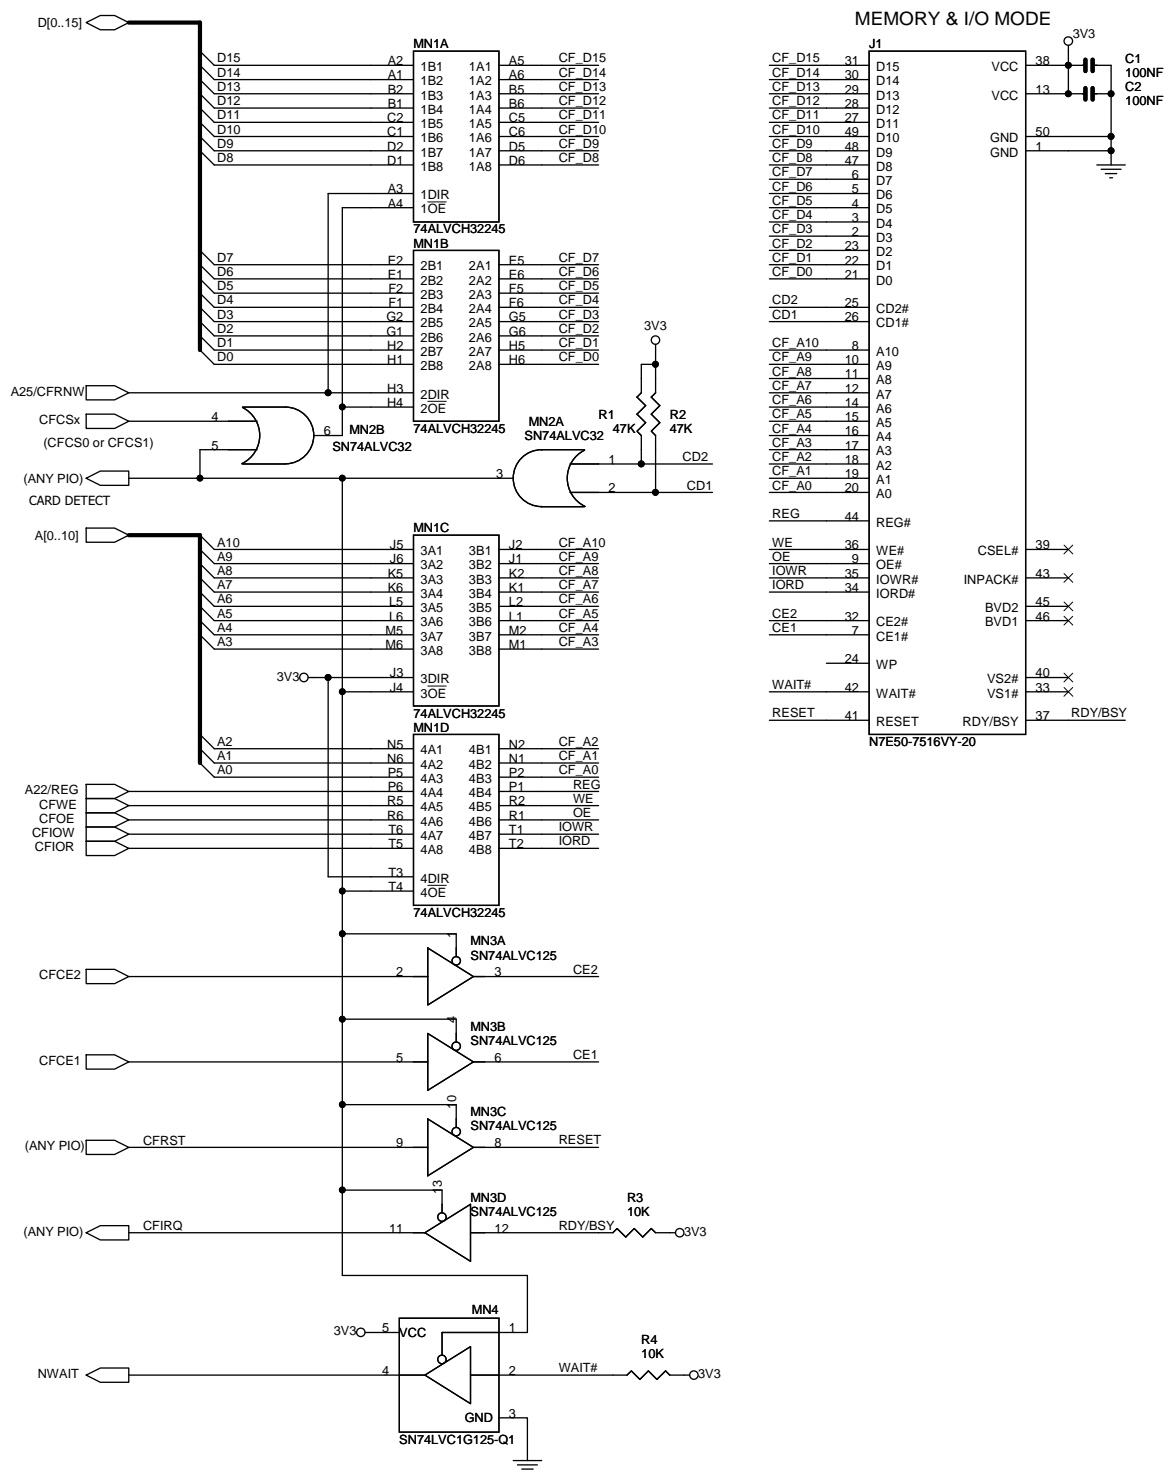 MEMORY & I/O MODE
D[0..15]
MN1A
D15 A2 1B1 1A1 A5 CF_D15
D14 A1 1B2 1A2 A6 CF_D14
D13 B2 1B3 1A3 B5 CF_D13
D12 B1 1B4 1A4 B6 CF_D12
D11 C2 1B5 1A5 C5 CF_D11
D10 C1 1B6 1A6 C6 CF_D10
D9 D2 1B7 1A7 D5 CF_D9
D8 D1 1B8 1A8 D6 CF_D8
A3 1DIR
A4 1OE
74ALVCH32245
MN1B
D7 E2 2B1 2A1 E5 CF_D7
D6 E1 2B2 2A2 E6 CF_D6
D5 F2 2B3 2A3 F5 CF_D5
D4 F1 2B4 2A4 F6 CF_D4
D3 G2 2B5 2A5 G5 CF_D3
D2 G1 2B6 2A6 G6 CF_D2
D1 H2 2B7 2A7 H5 CF_D1
D0 H1 2B8 2A8 H6 CF_D0
A25/CFRNW H3 2DIR
H4 2OE
74ALVCH32245
CFCSx 4
(CFCS0 or CFCS1)
5 6
MN2B
SN74ALVC32
3V3
R1
47K
R2
47K
MN2A
SN74ALVC32
1 CD2
2 CD1
3
(ANY PIO)
CARD DETECT
A[0..10]
MN1C
A10 J5 3A1 3B1 J2 CF_A10
A9 J6 3A2 3B2 J1 CF_A9
A8 K5 3A3 3B3 K2 CF_A8
A7 K6 3A4 3B4 K1 CF_A7
A6 L5 3A5 3B5 L2 CF_A6
A5 L6 3A6 3B6 L1 CF_A5
A4 M5 3A7 3B7 M2 CF_A4
A3 M6 3A8 3B8 M1 CF_A3
3V3 J3 3DIR
J4 3OE
74ALVCH32245
MN1D
A2 N5 4A1 4B1 N2 CF_A2
A1 N6 4A2 4B2 N1 CF_A1
A0 P5 4A3 4B3 P2 CF_A0
A22/REG P6 4A4 4B4 P1 REG
CFWE R5 4A5 4B5 R2 WE
CFOE R6 4A6 4B6 R1 OE
CFIOW T6 4A7 4B7 T1 IOWR
CFIOR T5 4A8 4B8 T2 IORD
T3 4DIR
T4 4OE
74ALVCH32245
1 MN3A
SN74ALVC125
CFCE2 2 3 CE2
4 MN3B
SN74ALVC125
CFCE1 5 6 CE1
10 MN3C
SN74ALVC125
(ANY PIO) CFRST 9 8 RESET
13 MN3D
SN74ALVC125
(ANY PIO) CFIRQ 11 12 RDY/BSY
R3
10K
3V3
MN4
3V3 5 VCC 1
NWAIT 4 2 WAIT#
R4
10K
3V3
GND 3
SN74LVC1G125-Q1
J1
CF_D15 31 D15
CF_D14 30 D14
CF_D13 29 D13
CF_D12 28 D12
CF_D11 27 D11
CF_D10 49 D10
CF_D9 48 D9
CF_D8 47 D8
CF_D7 6 D7
CF_D6 5 D6
CF_D5 4 D5
CF_D4 3 D4
CF_D3 2 D3
CF_D2 23 D2
CF_D1 22 D1
CF_D0 21 D0
CD2 25 CD2#
CD1 26 CD1#
CF_A10 8 A10
CF_A9 10 A9
CF_A8 11 A8
CF_A7 12 A7
CF_A6 14 A6
CF_A5 15 A5
CF_A4 16 A4
CF_A3 17 A3
CF_A2 18 A2
CF_A1 19 A1
CF_A0 20 A0
REG 44 REG#
WE 36 WE#
OE 9 OE#
IOWR 35 IOWR#
IORD 34 IORD#
CE2 32 CE2#
CE1 7 CE1#
24 WP
WAIT# 42 WAIT#
RESET 41 RESET
3V3
VCC 38
VCC 13
C1
100NF
C2
100NF
GND 50
GND 1
CSEL# 39
INPACK# 43
BVD2 45
BVD1 46
VS2# 40
VS1# 33
RDY/BSY 37 RDY/BSY
N7E50-7516VY-20